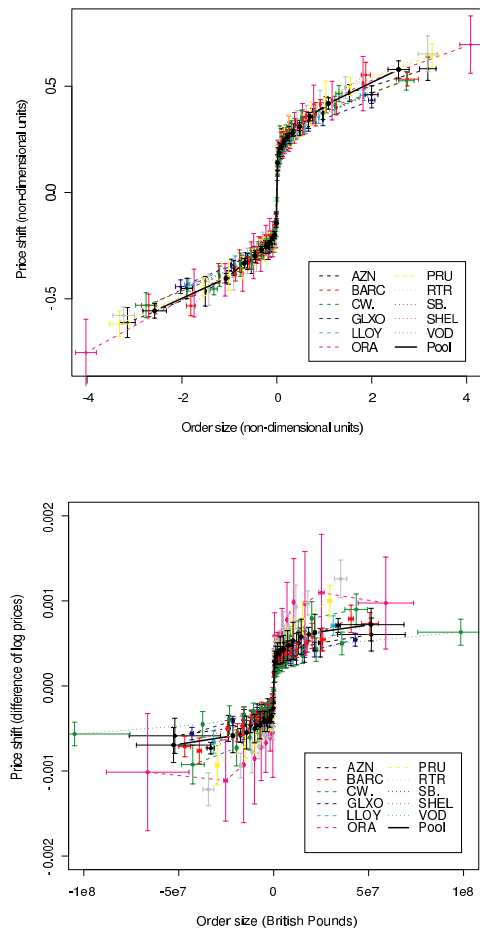 Price shift (non-dimensional units)
0.5
0.0
0.5
AZN
BARC
CW.
GLXO
LLOY
ORA
PRU
RTR
SB.
SHEL
VOD
Pool
-4
-2
0
2
4
Order size (non-dimensional units)
Price shift (difference of log prices)
0.002
0.001
0.000
-0.001
-0.002
AZN
BARC
CW.
GLXO
LLOY
ORA
PRU
RTR
SB.
SHEL
VOD
Pool
-1e8
-5e7
0
5e7
1e8
Order size (British Pounds)